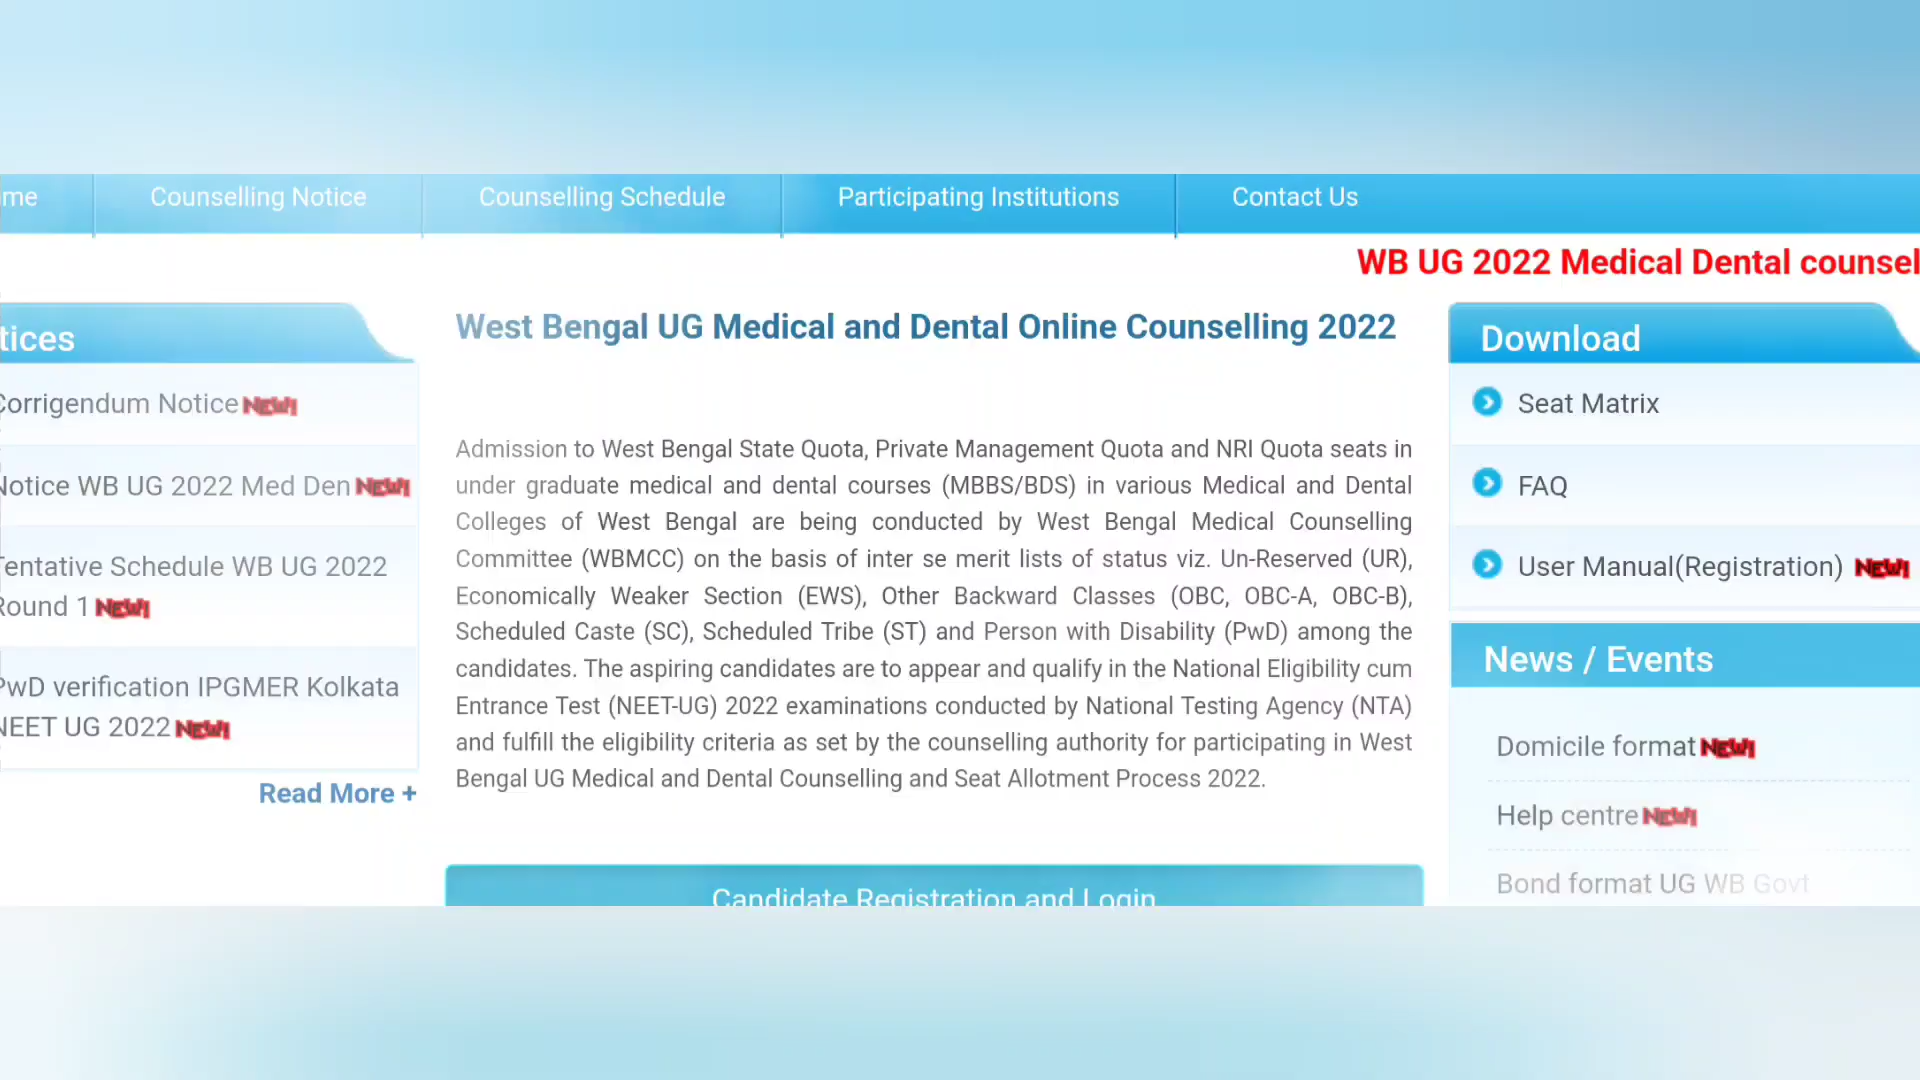 Counselling Notice
Counselling Schedule
Participating Institutions
Contact Us
WB UG 2022 Medical Dental
Corrigendum Notice NEW!
Notice WB UG 2022 Med Den NEW!
Tentative Schedule WB UG 2022
Round 1 NEW!
PwD verification IPGMER Kolkata
NEET UG 2022 NEW!
Read More +
West Bengal UG Medical and Dental Online Counselling 2022
Admission to West Bengal State Quota, Private Management Quota and NRI Quota seats in
under graduate medical and dental courses (MBBS/BDS) in various Medical and Dental
Colleges of West Bengal are being conducted by West Bengal Medical Counselling
Committee (WBMCC) on the basis of inter se merit lists of status viz. Un-Reserved (UR),
Economically Weaker Section (EWS), Other Backward Classes (OBC, OBC-A, OBC-B),
Scheduled Caste (SC), Scheduled Tribe (ST) and Person with Disability (PwD) among the
candidates. The aspiring candidates are to appear and qualify in the National Eligibility cum
Entrance Test (NEET-UG) 2022 examinations conducted by National Testing Agency (NTA)
and fulfill the eligibility criteria as set by the counselling authority for participating in West
Bengal UG Medical and Dental Counselling and Seat Allotment Process 2022.
Candidate Registration and Login
Download
Seat Matrix
FAQ
User Manual(Registration) NEW!
News / Events
Domicile format NEW!
Help centre NEW!
Bond format UG WB Govt